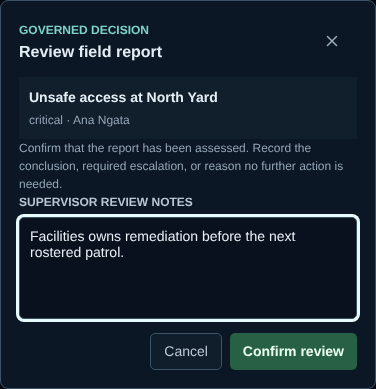 GOVERNED DECISION
Review field report
Unsafe access at North Yard
critical · Ana Ngata
Confirm that the report has been assessed. Record the
conclusion, required escalation, or reason no further action is
needed.
SUPERVISOR REVIEW NOTES
Facilities owns remediation before the next
rostered patrol.
Cancel
Confirm review